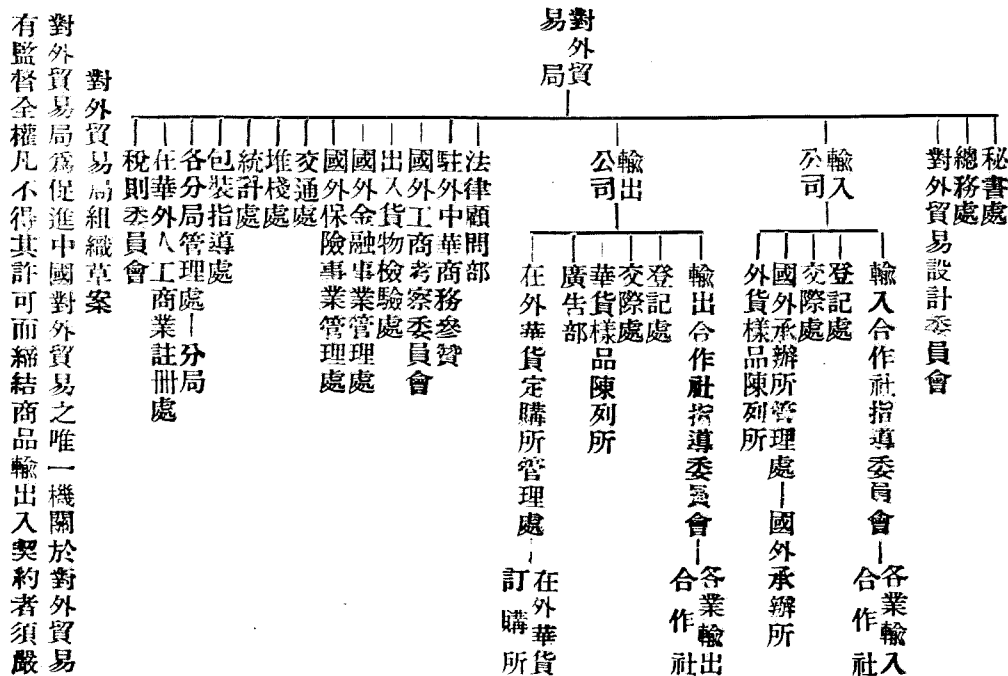 對外貿
易局
秘書處
總務處
對外貿易設計委員會
輸入
公司
輸入合作社指導委員會
各業輸入
合作社
登記處
交際處
國外承辦所管理處
國外承辦所
外貨樣品陳列所
輸出
公司
輸出合作社指導委員會
各業輸出
合作社
登記處
交際處
華貨樣品陳列所
廣告部
在外華貨定購所管理處
在外華貨
訂購所
法律顧問部
駐外中華商務參贊
國外工商考察委員會
出入貨物檢驗處
國外金融事業管理處
國外保險事業管理處
交通處
堆棧處
統計處
包裝指導處
各分局管理處
分局
在華外人工商業註冊處
稅則委員會
對外貿易局組織草案
對外貿易局爲促進中國對外貿易之唯一機關於對外貿易
有監督全權凡不得其許可而締結商品輸出入契約者須嚴